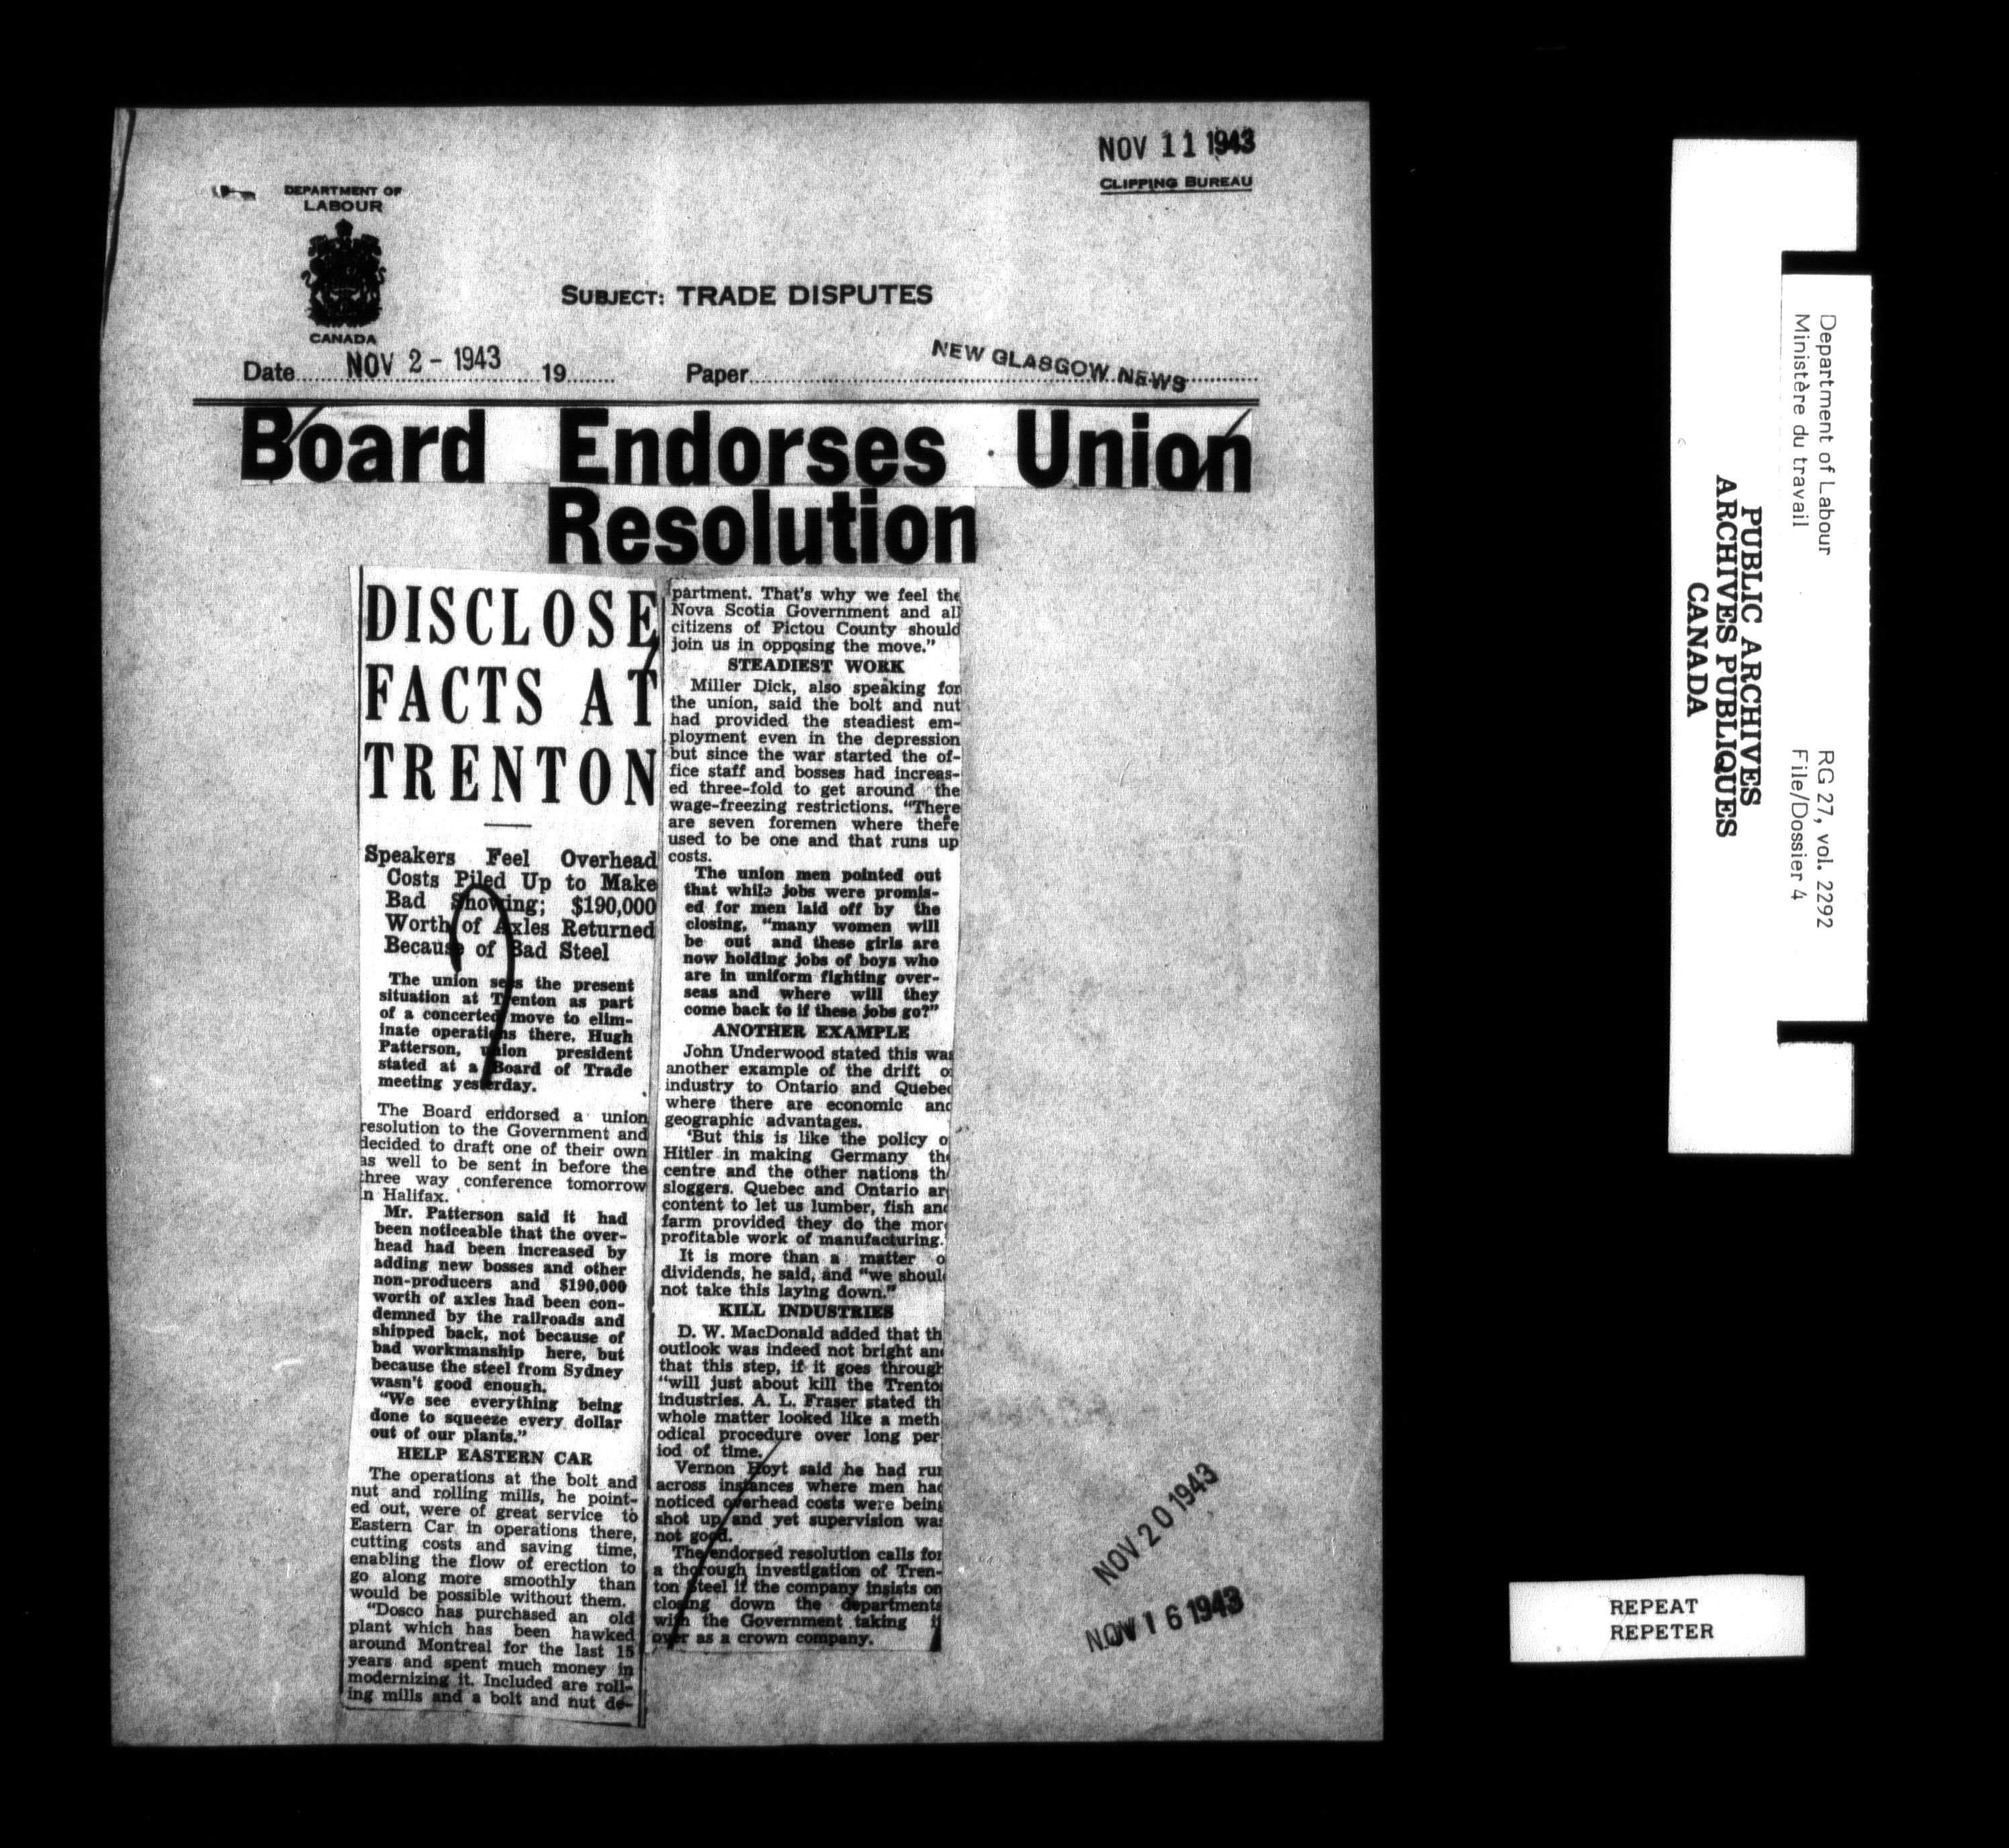 NOV 11 1943
CLIPPING BUREAU
DEPARTMENT OF
LABOUR
CANADA
SUBJECT: TRADE DISPUTES
Date NOV 2 - 1943 19 Paper NEW GLASGOW NEWS
Board Endorses Union
Resolution
DISCLOSE
FACTS AT
TRENTON
Speakers Feel Overhead
Costs Piled Up to Make
Bad Showing; $190,000
Worth of Axles Returned
Because of Bad Steel
The union sees the present
situation at Trenton as part
of a concerted move to elim-
inate operations there, Hugh
Patterson, union president
stated at a Board of Trade
meeting yesterday.
The Board endorsed a union
resolution to the Government and
decided to draft one of their own
as well to be sent in before the
three way conference tomorrow
in Halifax.
Mr. Patterson said it had
been noticeable that the over-
head had been increased by
adding new bosses and other
non-producers and $190,000
worth of axles had been con-
demned by the railroads and
shipped back, not because of
bad workmanship here, but
because the steel from Sydney
wasn't good enough.
"We see everything being
done to squeeze every dollar
out of our plants."
HELP EASTERN CAR
The operations at the bolt and
nut and rolling mills, he point-
ed out, were of great service to
Eastern Car in operations there,
cutting costs and saving time,
enabling the flow of erection to
go along more smoothly than
would be possible without them.
"Dosco has purchased an old
plant which has been hawked
around Montreal for the last 15
years and spent much money in
modernizing it. Included are roll-
ing mills and a bolt and nut de-
partment. That's why we feel the
Nova Scotia Government and all
citizens of Pictou County should
join us in opposing the move."
STEADIEST WORK
Miller Dick, also speaking for
the union, said the bolt and nut
had provided the steadiest em-
ployment even in the depression
but since the war started the of-
fice staff and bosses had increas-
ed three-fold to get around the
wage-freezing restrictions. "There
are seven foremen where there
used to be one and that runs up
costs.
The union men pointed out
that while jobs were promis-
ed for men laid off by the
closing, "many women will
be out and these girls are
now holding jobs of boys who
are in uniform fighting over-
seas and where will they
come back to if these jobs go?"
ANOTHER EXAMPLE
John Underwood stated this was
another example of the drift o
industry to Ontario and Quebec
where there are economic and
geographic advantages.
'But this is like the policy o
Hitler in making Germany the
centre and the other nations th
sloggers. Quebec and Ontario ar
content to let us lumber, fish and
farm provided they do the mor
profitable work of manufacturing.
It is more than a matter o
dividends, he said, and "we shoul
not take this laying down."
KILL INDUSTRIES
D. W. MacDonald added that th
outlook was indeed not bright an
that this step, if it goes through
"will just about kill the Trento
industries. A. L. Fraser stated th
whole matter looked like a meth
odical procedure over long per
iod of time.
Vernon Hoyt said he had run
across instances where men had
noticed overhead costs were being
shot up and yet supervision was
not good.
The endorsed resolution calls for
a thorough investigation of Tren-
ton Steel if the company insists on
closing down the departments
with the Government taking it
over as a crown company.
NOV 20 1943
NOV 16 1943
Department of Labour
Ministère du travail
RG 27, vol. 2292
File/Dossier 4
PUBLIC ARCHIVES
ARCHIVES PUBLIQUES
CANADA
REPEAT
REPETER